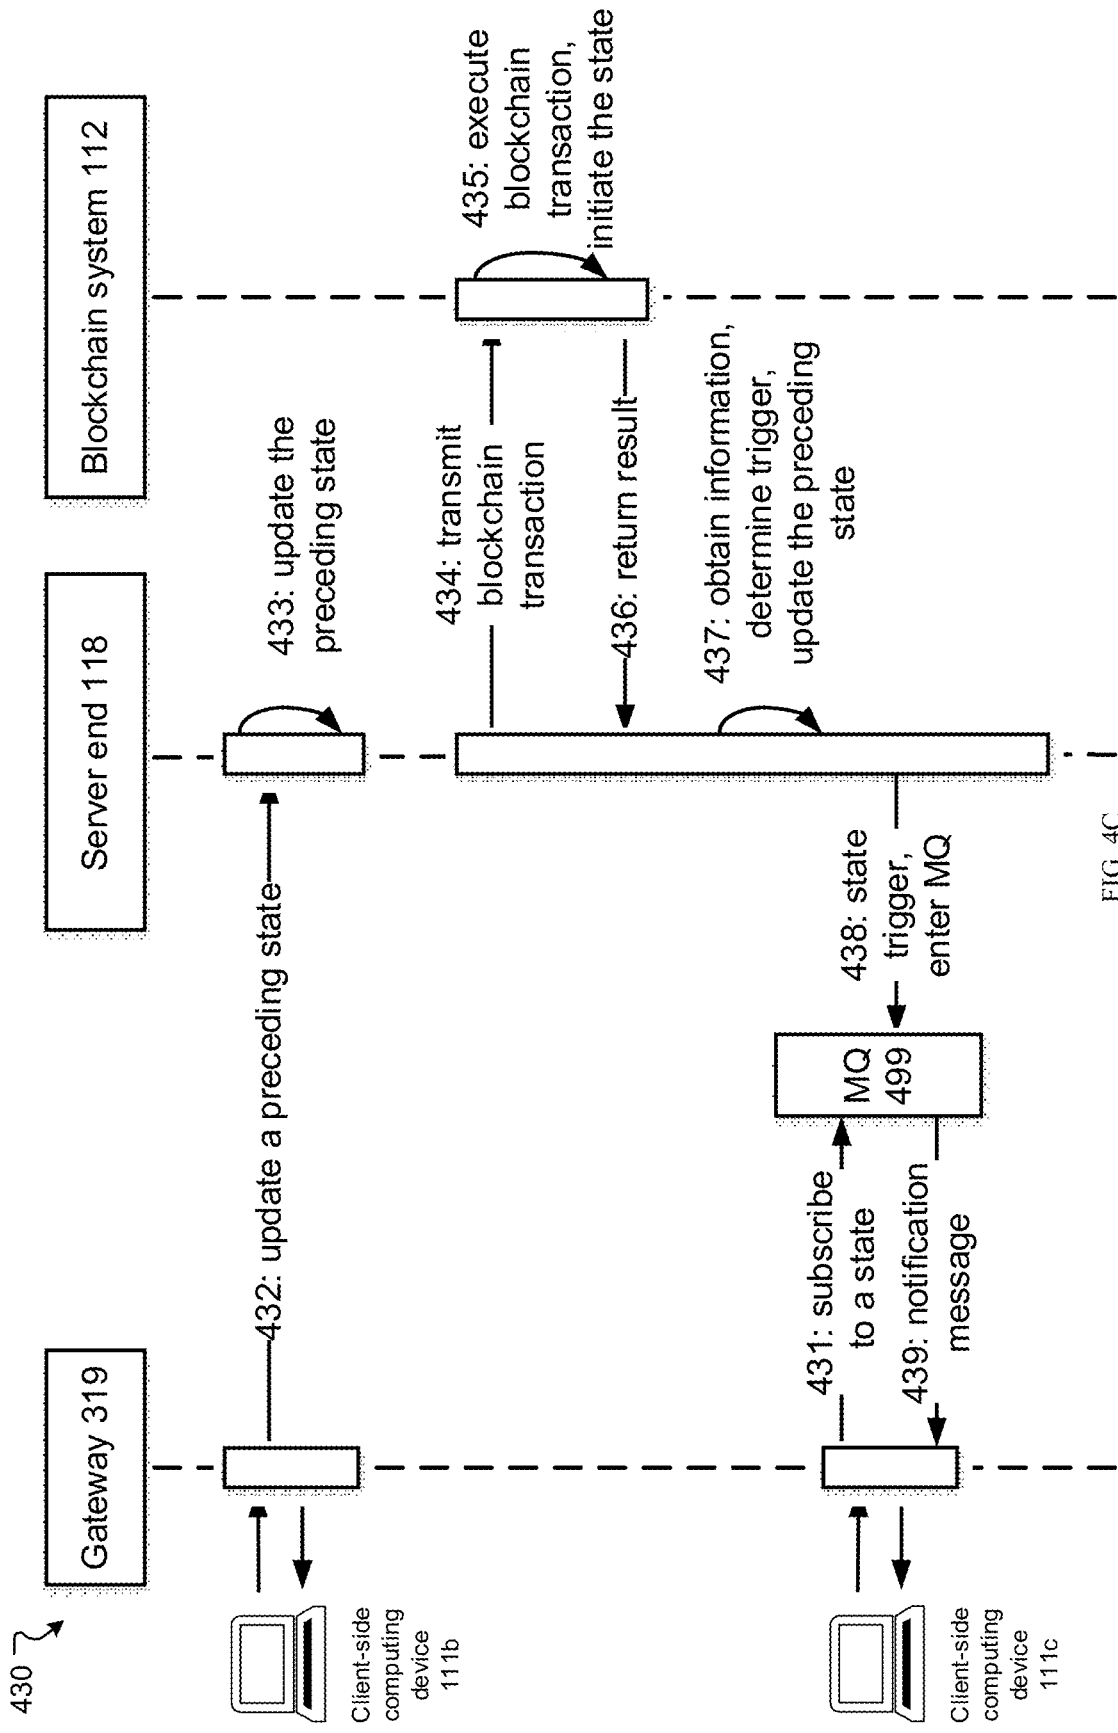 430
Gateway 319
Server end 118
Blockchain system 112
432: update a preceding state
433: update the
preceding state
Client-side
computing
device
111b
434: transmit
blockchain
transaction
435: execute
blockchain
transaction,
initiate the state
436: return result
437: obtain information,
determine trigger,
update the preceding
state
438: state
trigger,
enter MQ
MQ
499
431: subscribe
to a state
439: notification
message
Client-side
computing
device
111c
FIG. 4C